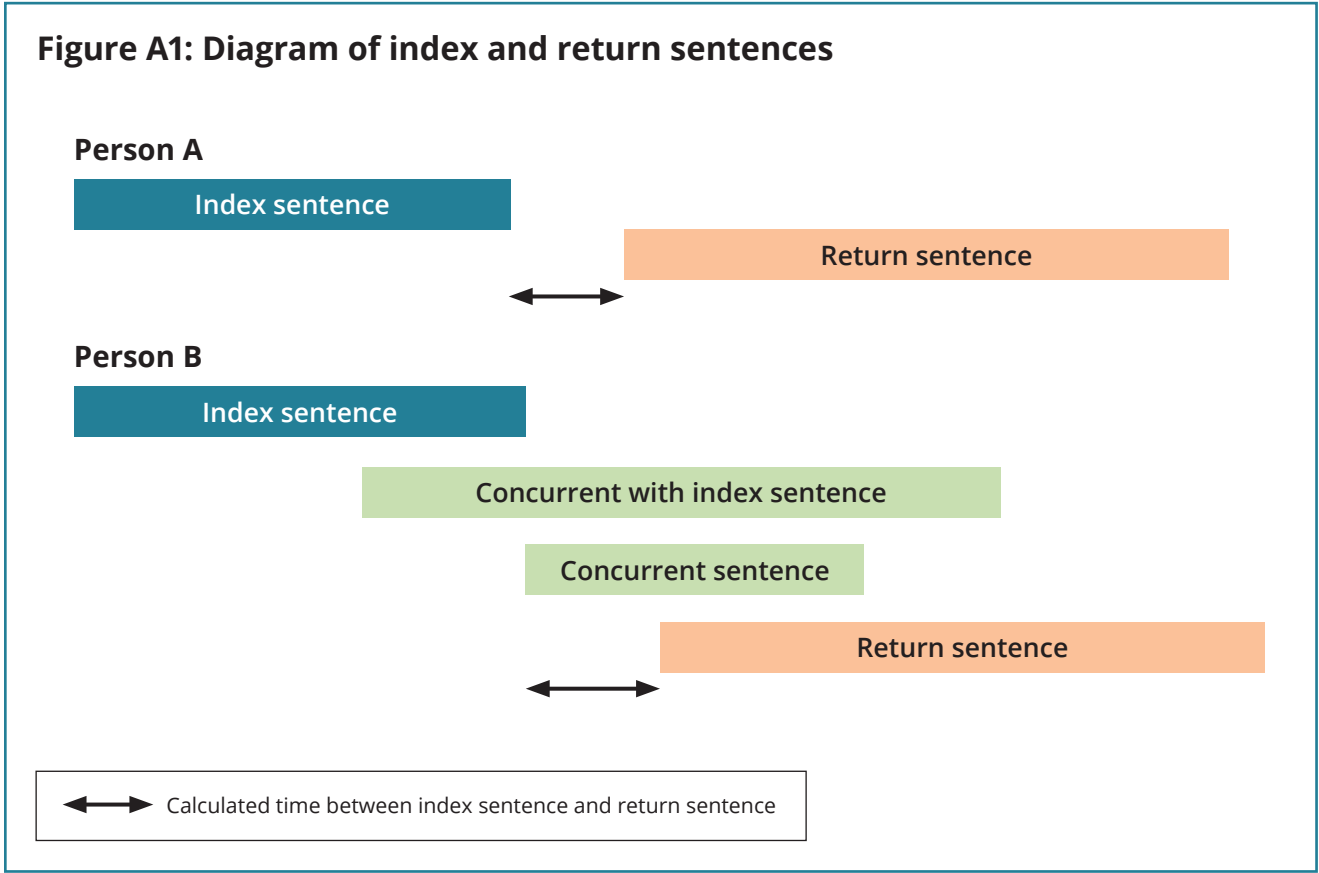 Figure A1: Diagram of index and return sentences
Person A
Index sentence
Return sentence
Person B
Index sentence
Concurrent with index sentence
Concurrent sentence
Return sentence
Calculated time between index sentence and return sentence